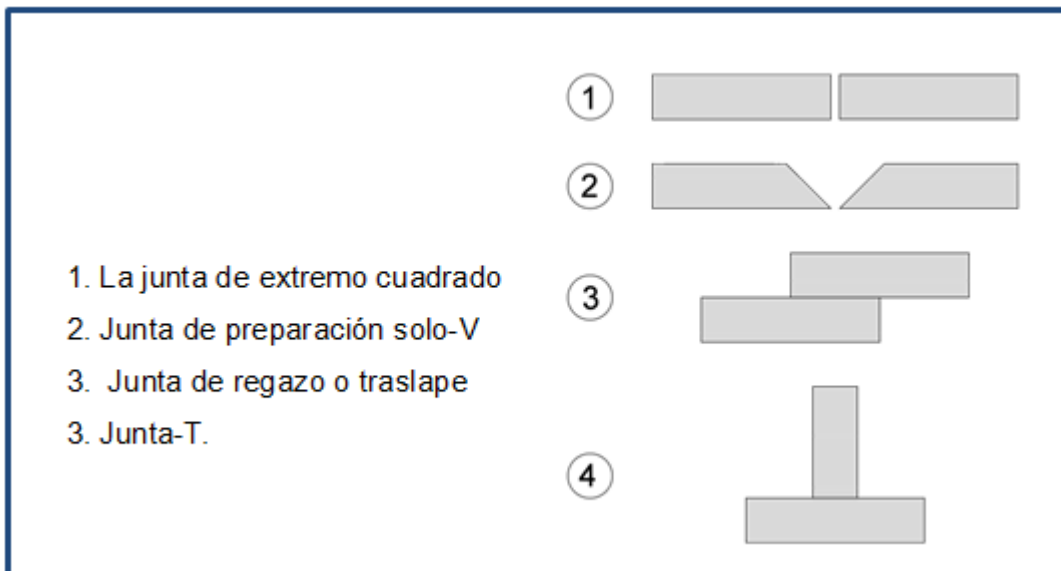 1. La junta de extremo cuadrado
2. Junta de preparación solo-V
3. Junta de regazo o traslape
3. Junta-T.
1
2
3
4